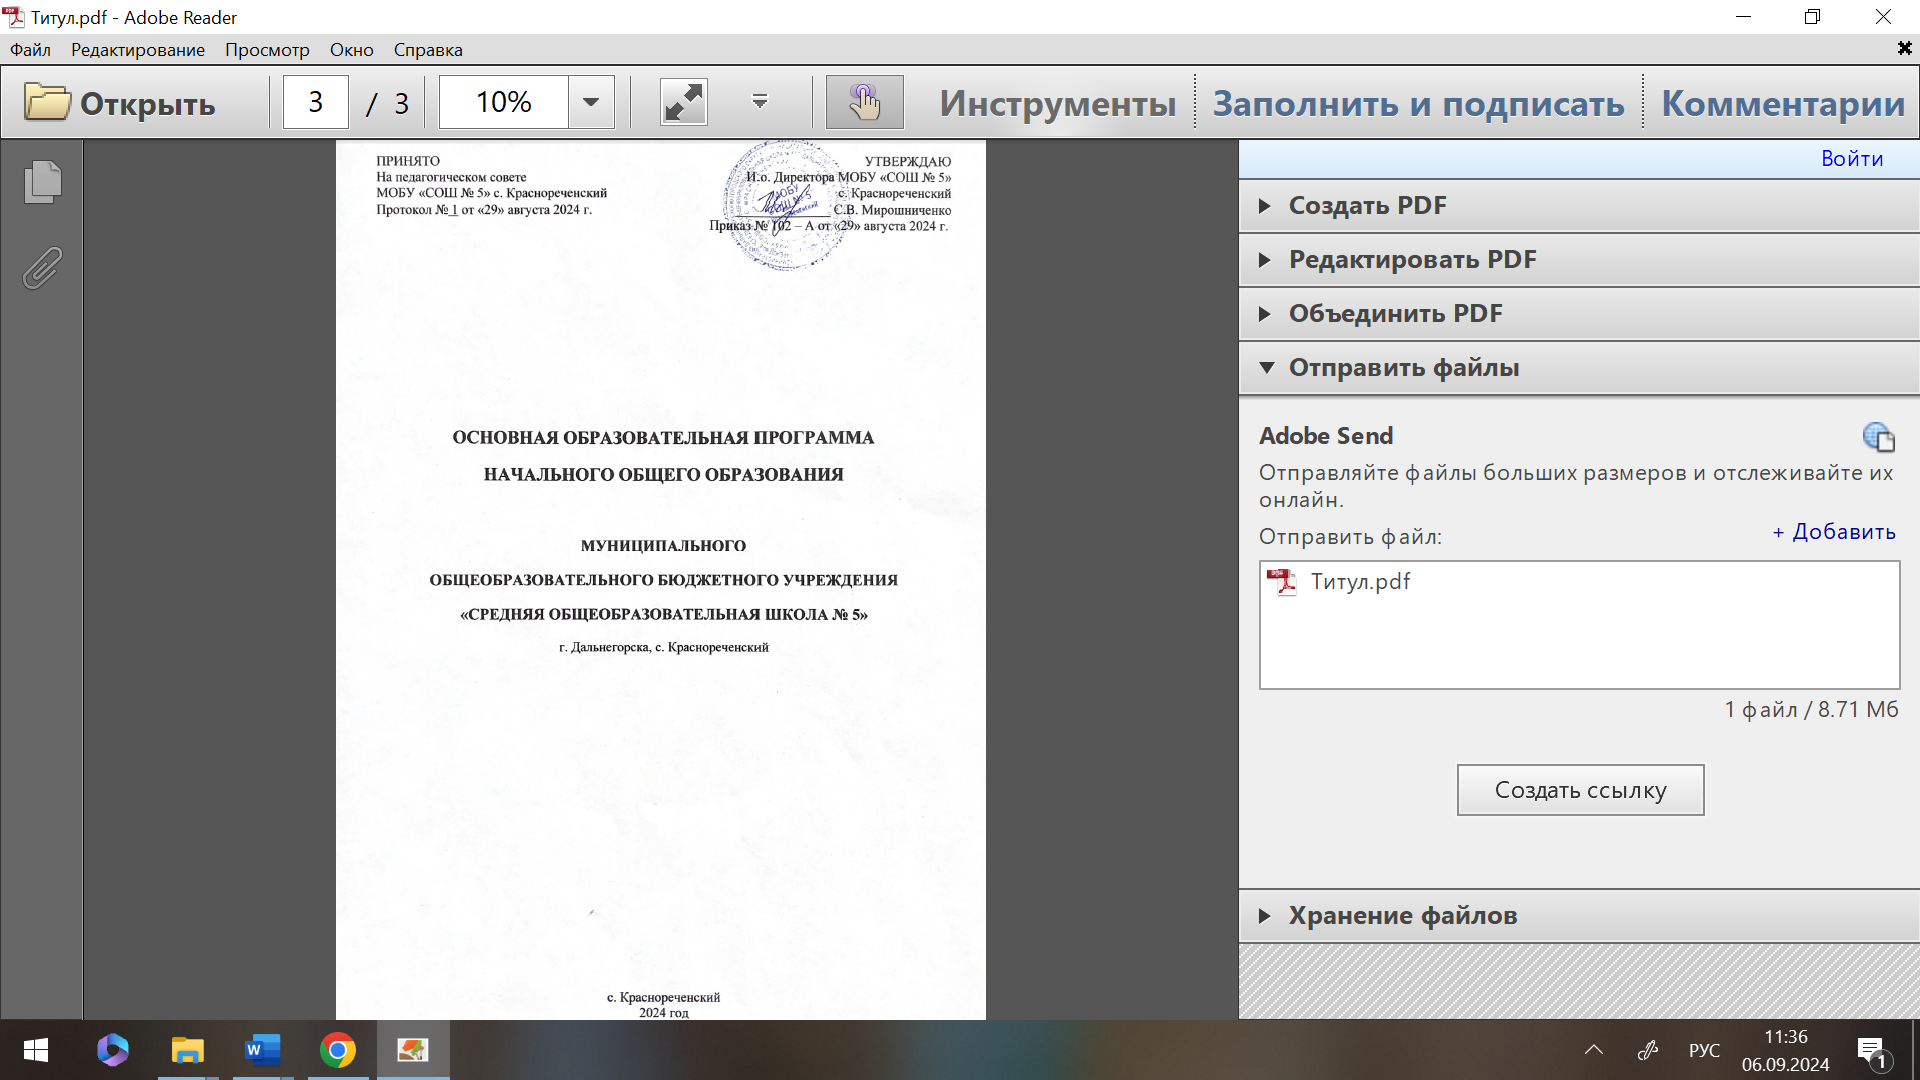 Титул.pdf - Adobe Reader
Файл Редактирование Просмотр Окно Справка
Открыть 3 / 3 10% Инструменты Заполнить и подписать Комментарии
ПРИНЯТО
На педагогическом совете
МОБУ «СОШ № 5» с. Краснореченский
Протокол № 1 от «29» августа 2024 г.
УТВЕРЖДАЮ
И.о. Директора МОБУ «СОШ № 5»
с. Краснореченский
С.В. Мирошниченко
Приказ № 102 – А от «29» августа 2024 г.
МОБУ
СОШ № 5
ОСНОВНАЯ ОБРАЗОВАТЕЛЬНАЯ ПРОГРАММА
НАЧАЛЬНОГО ОБЩЕГО ОБРАЗОВАНИЯ
МУНИЦИПАЛЬНОГО
ОБЩЕОБРАЗОВАТЕЛЬНОГО БЮДЖЕТНОГО УЧРЕЖДЕНИЯ
«СРЕДНЯЯ ОБЩЕОБРАЗОВАТЕЛЬНАЯ ШКОЛА № 5»
г. Дальнегорска, с. Краснореченский
с. Краснореченский
2024 год
Войти
Создать PDF
Редактировать PDF
Объединить PDF
Отправить файлы
Adobe Send
Отправляйте файлы больших размеров и отслеживайте их
онлайн.
Отправить файл:
+ Добавить
Титул.pdf
1 файл / 8.71 Мб
Создать ссылку
Хранение файлов
РУС
11:36
06.09.2024
1